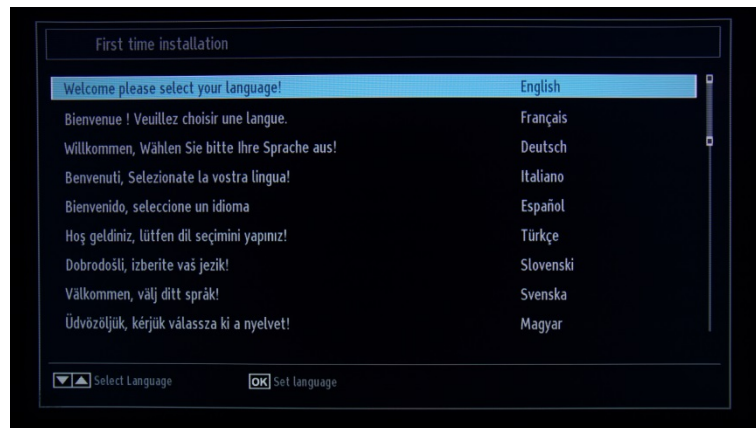 First time installation
Welcome please select your language! English
Bienvenue ! Veuillez choisir une langue. Français
Willkommen, Wählen Sie bitte Ihre Sprache aus! Deutsch
Benvenuti, Selezionate la vostra lingua! Italiano
Bienvenido, seleccione un idioma Español
Hoş geldiniz, lütfen dil seçimini yapınız! Türkçe
Dobrodošli, izberite vaš jezik! Slovenski
Välkommen, välj ditt språk! Svenska
Üdvözöljük, kérjük válassza ki a nyelvet! Magyar
Select Language OK Set language